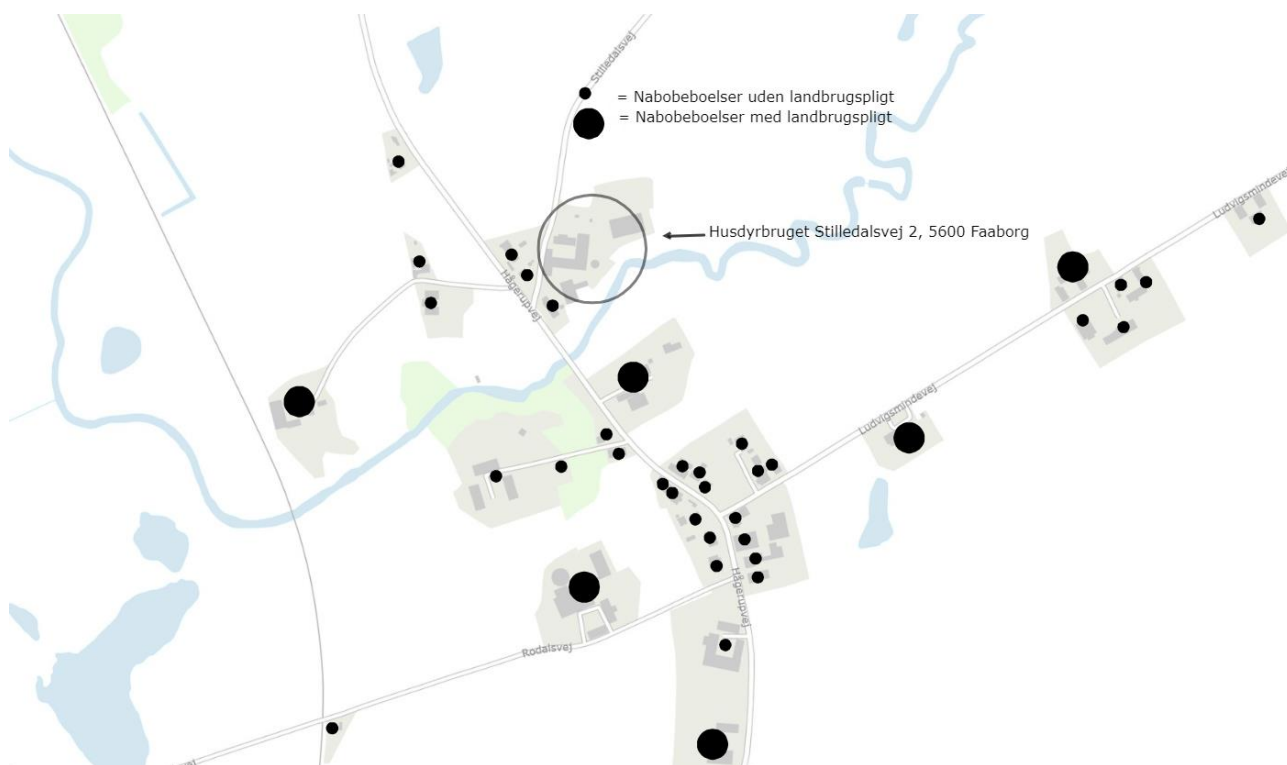 Stilledalsvej
= Nabobeboelser uden landbrugspligt
= Nabobeboelser med landbrugspligt
Ludvigsmindevej
Husdyrbruget Stilledalsvej 2, 5600 Faaborg
Hågerupvej
Ludvigsmindevej
Hågerupvej
Rodalsvej